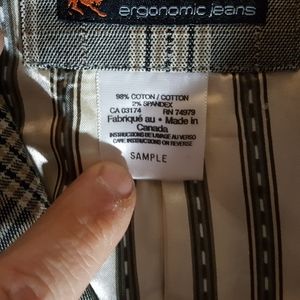 ergonomic jeans
98% COTON / COTTON
2% SPANDEX
CA 03174 RN 74979
Fabriqué au • Made in
Canada
INSTRUCTIONS DE LAVAGE AU VERSO
CARE INSTRUCTIONS ON REVERSE
SAMPLE